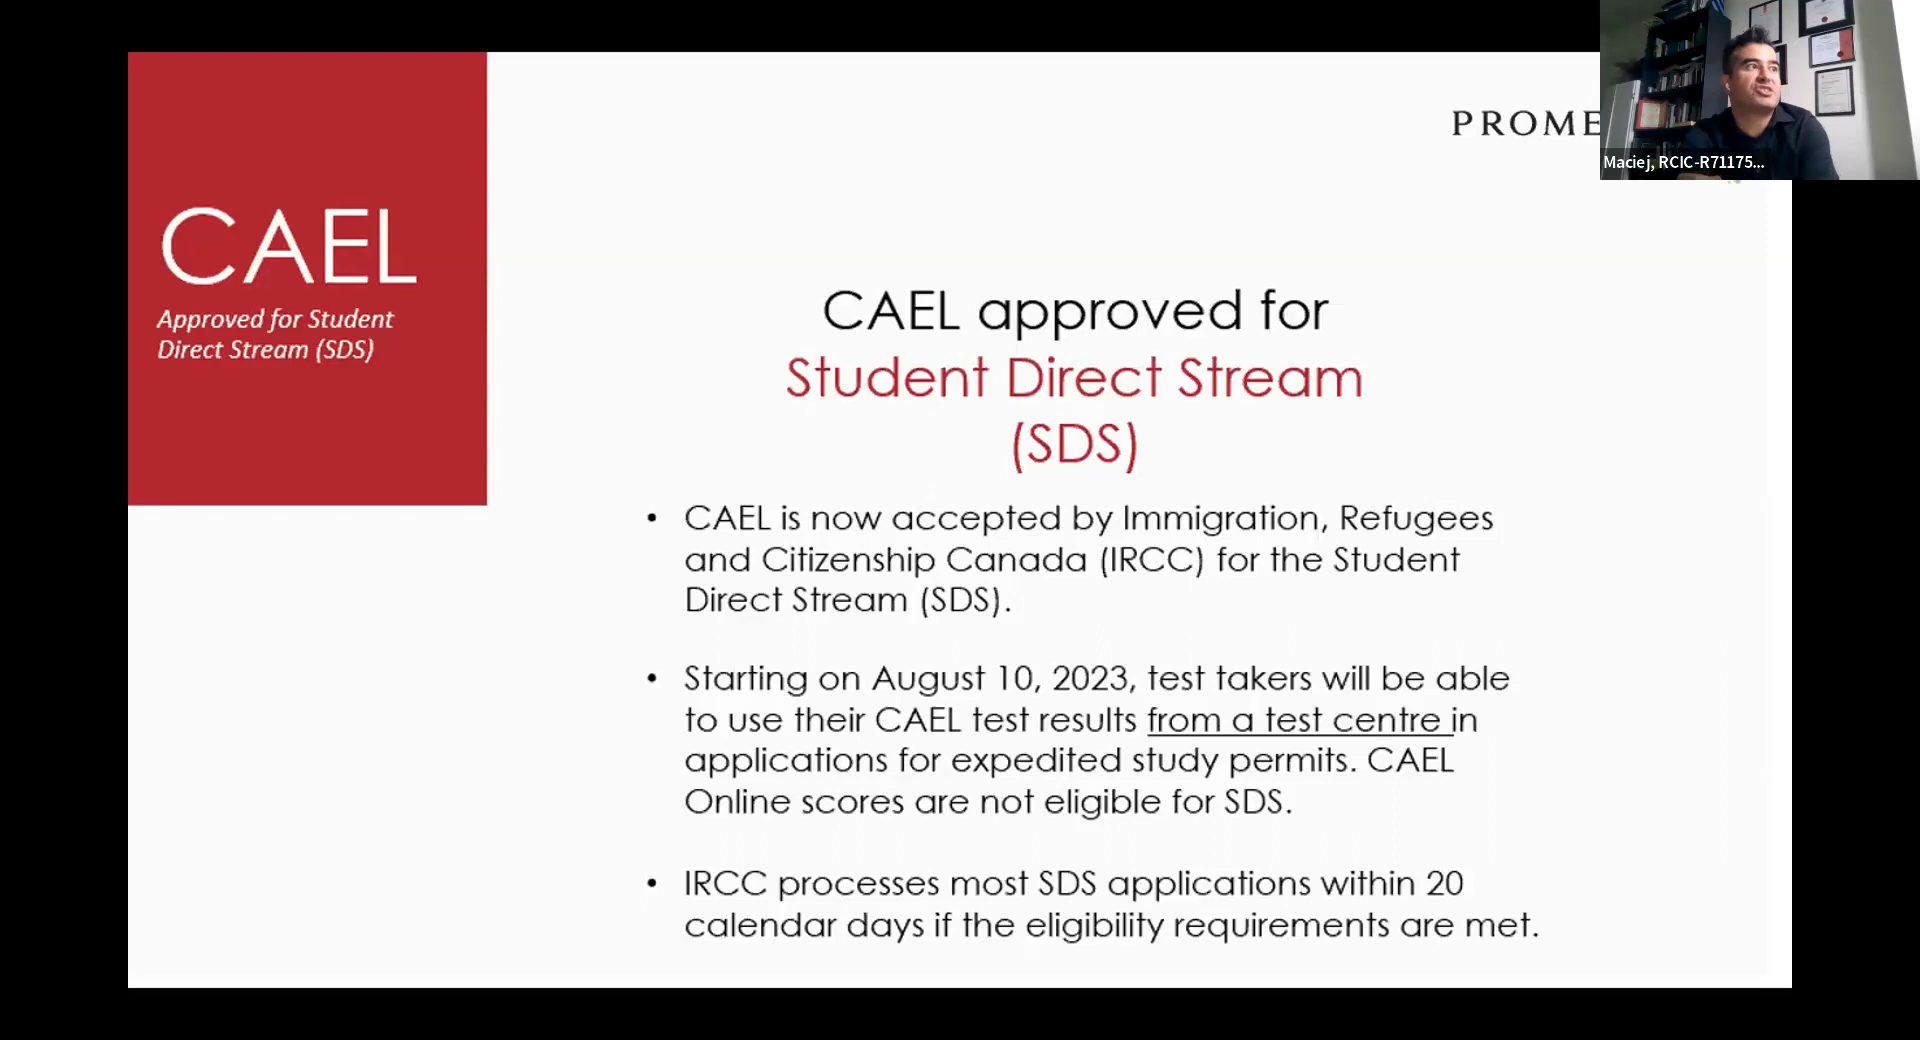 CAEL
Approved for Student
Direct Stream (SDS)
PROME
Maciej, RCIC-R71175...
CAEL approved for
Student Direct Stream
(SDS)
• CAEL is now accepted by Immigration, Refugees
and Citizenship Canada (IRCC) for the Student
Direct Stream (SDS).
• Starting on August 10, 2023, test takers will be able
to use their CAEL test results from a test centre in
applications for expedited study permits. CAEL
Online scores are not eligible for SDS.
• IRCC processes most SDS applications within 20
calendar days if the eligibility requirements are met.